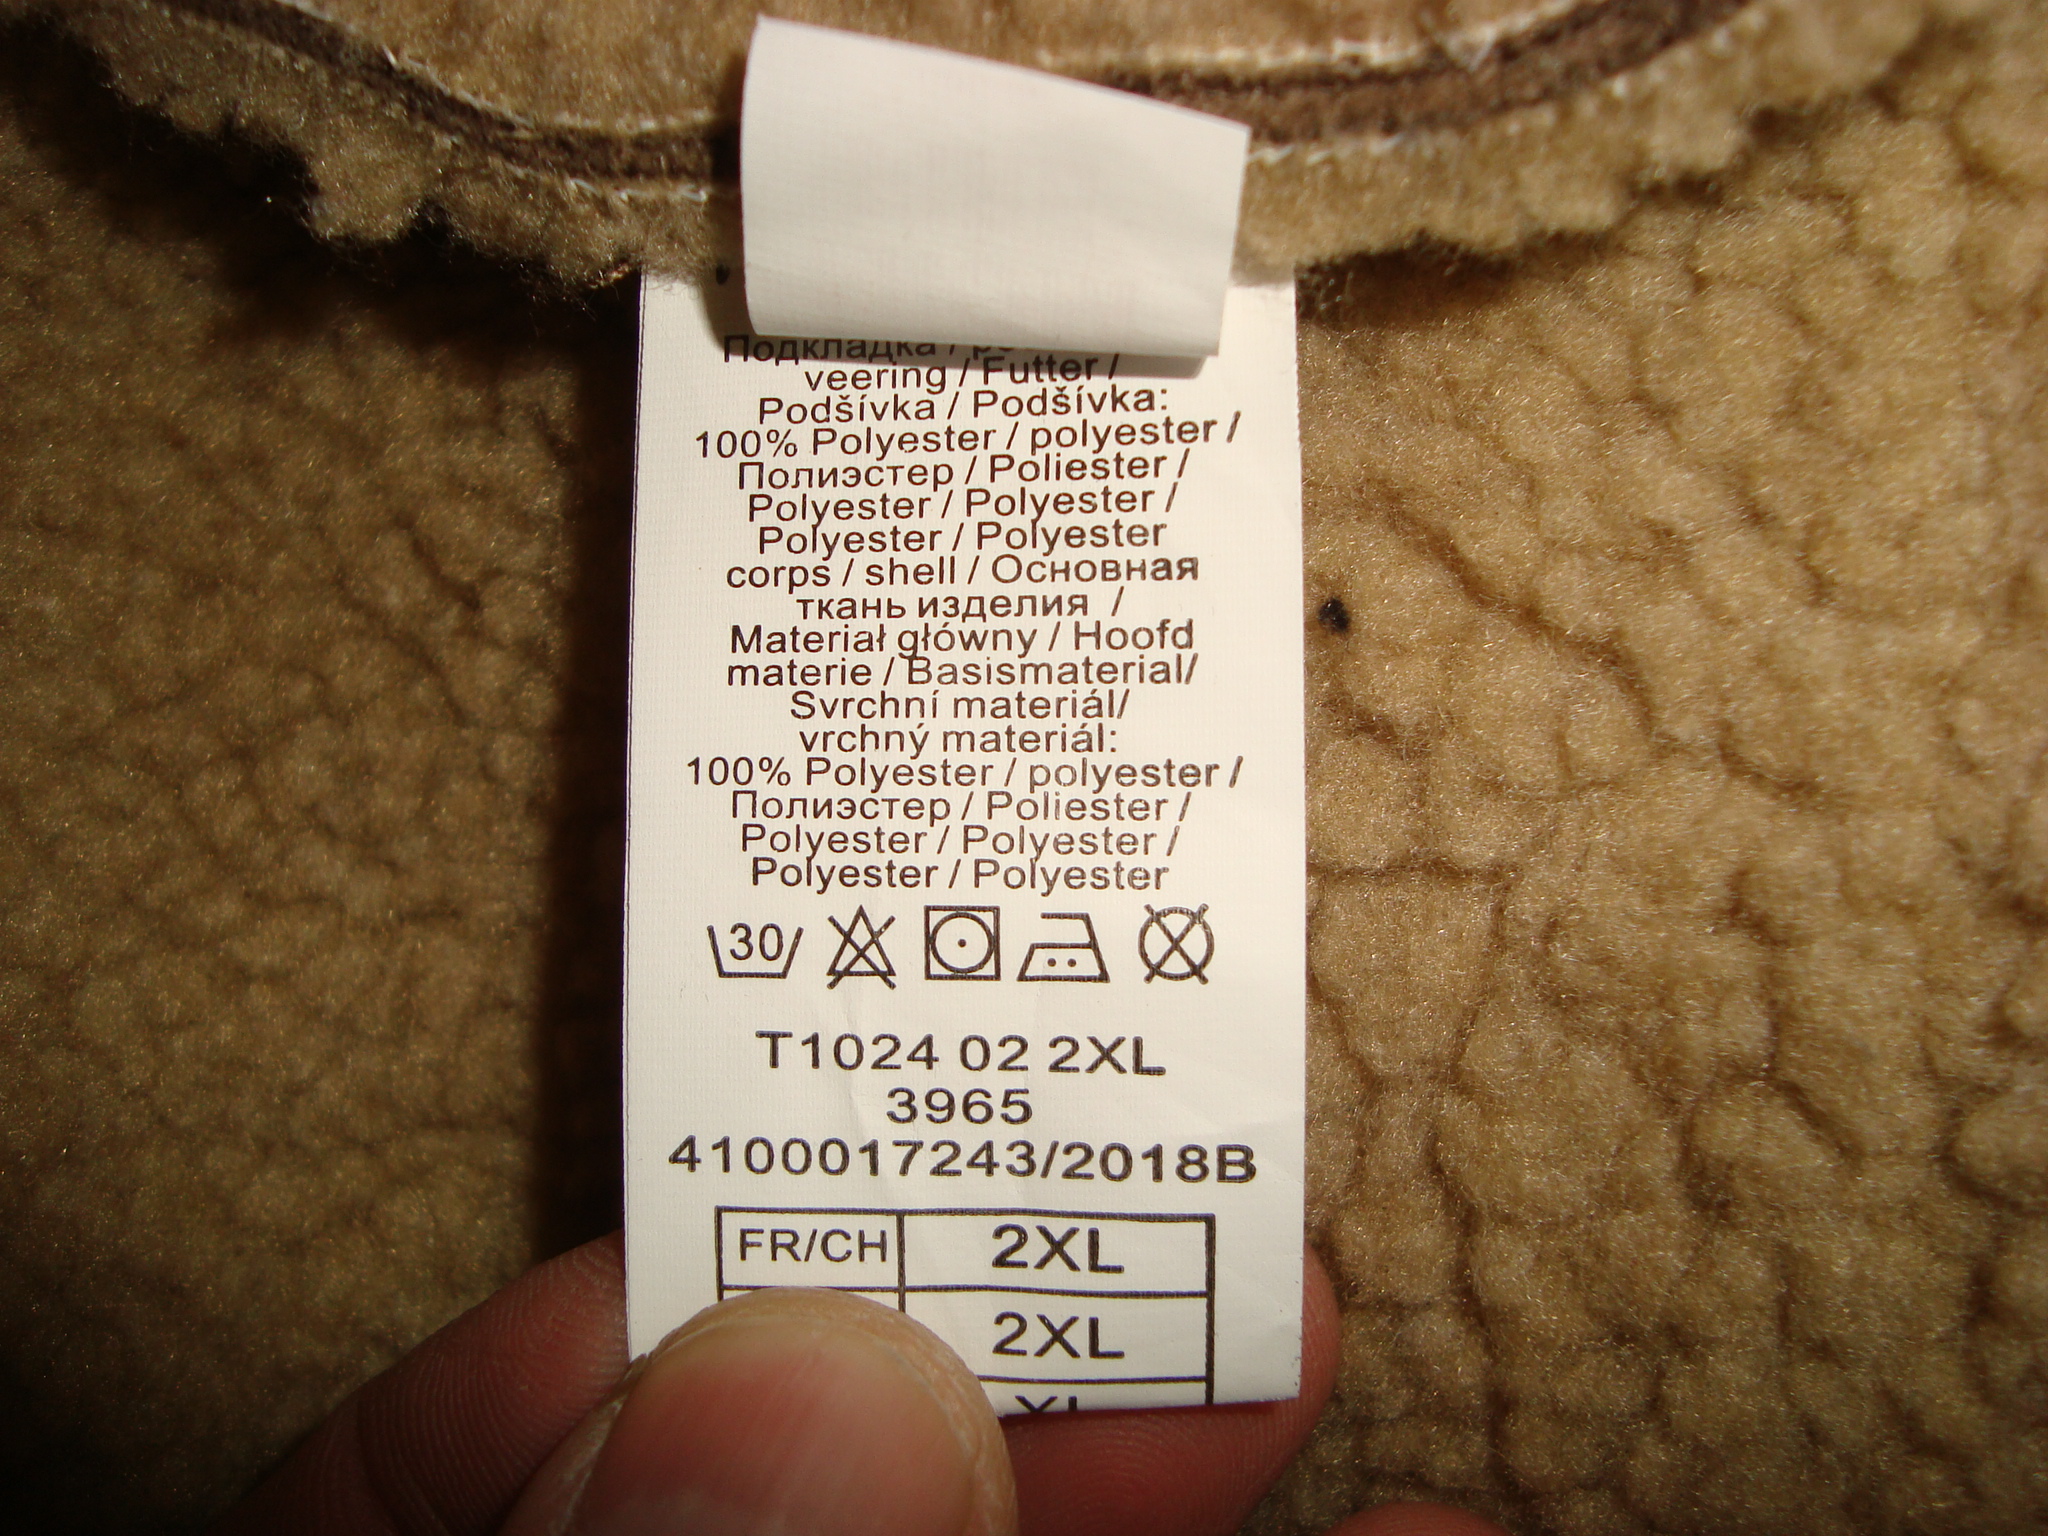 Подкладка /
veering / Futter /
Podšívka / Podšívka:
100% Polyester / polyester /
Полиэстер / Poliester /
Polyester / Polyester /
Polyester / Polyester
corps / shell / Основная
ткань изделия /
Materiał główny / Hoofd
materie / Basismaterial/
Svrchní materiál/
vrchný materiál:
100% Polyester / polyester /
Полиэстер / Poliester /
Polyester / Polyester /
Polyester / Polyester
30
T1024 02 2XL
3965
4100017243/2018B
FR/CH 2XL
2XL